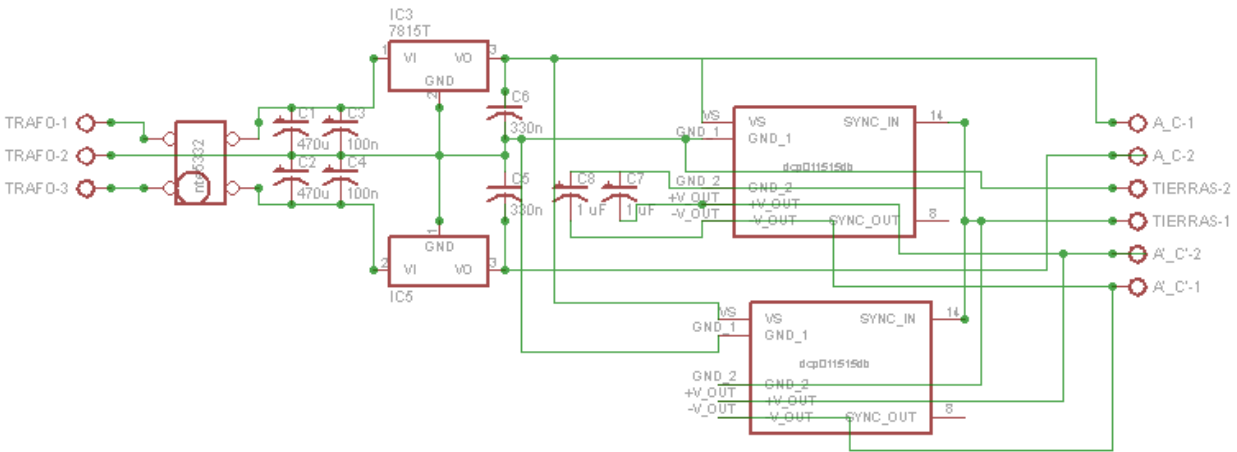 IC3
7815T
1 VI VO 3
GND
2
TRAFO-1
TRAFO-2
TRAFO-3
nte5332
C1
470u
C3
100n
C2
470u
C4
100n
C6
330n
C5
330n
1
GND
2 VI VO 3
IC5
C8
1 uF
C7
1 uF
VS
GND_1
GND_2
+V_OUT
-V_OUT
VS SYNC_IN 14
GND_1
dcp011515db
GND_2
+V_OUT
-V_OUT SYNC_OUT 8
VS
GND_1
GND_2
+V_OUT
-V_OUT
VS SYNC_IN 14
GND_1
dcp011515db
GND_2
+V_OUT
-V_OUT SYNC_OUT 8
A_C-1
A_C-2
TIERRAS-2
TIERRAS-1
A'_C'-2
A'_C'-1